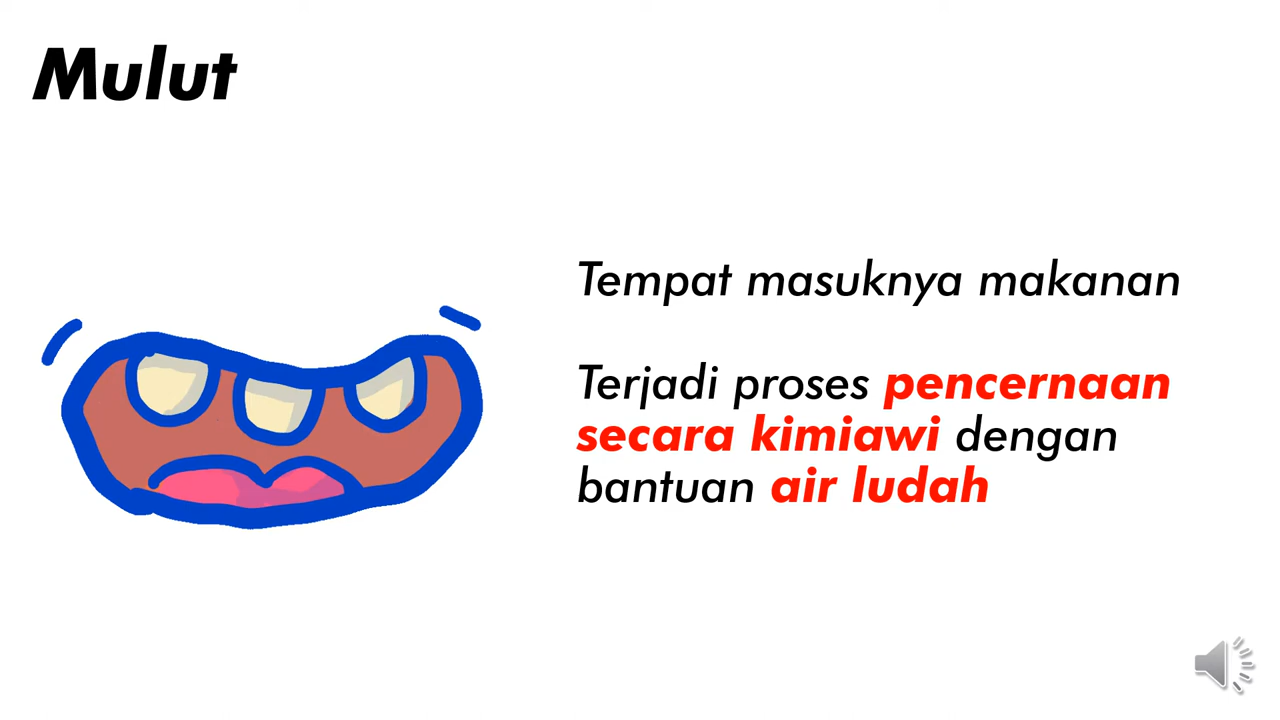 Mulut
Tempat masuknya makanan
Terjadi proses pencernaan
secara kimiawi dengan
bantuan air ludah